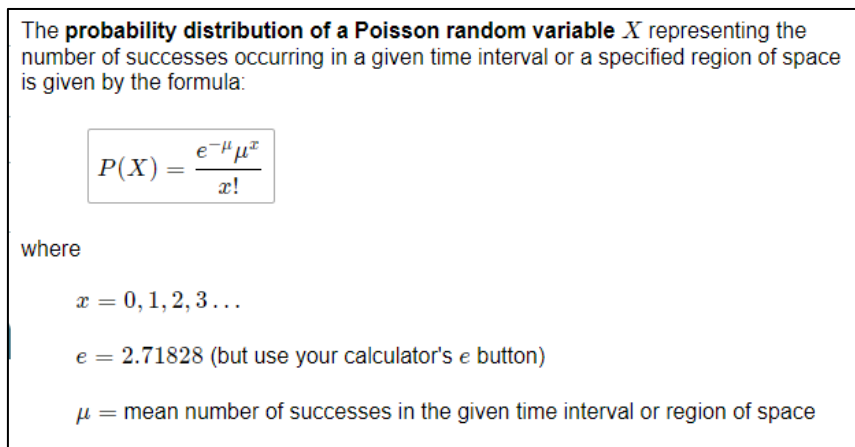 The probability distribution of a Poisson random variable X representing the
number of successes occurring in a given time interval or a specified region of space
is given by the formula:
P(X) = e^{-μ} μ^x / x!
where
x = 0, 1, 2, 3 . . .
e = 2.71828 (but use your calculator's e button)
μ = mean number of successes in the given time interval or region of space